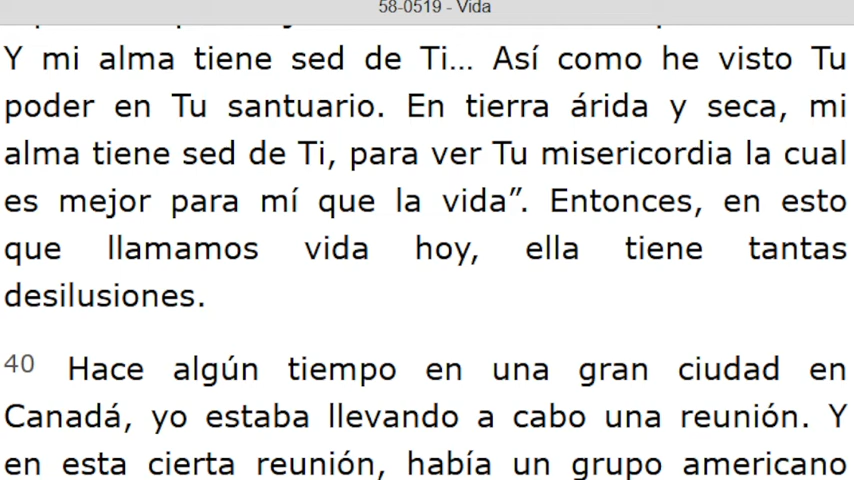 58-0519 - Vida
Y mi alma tiene sed de Ti... Así como he visto Tu
poder en Tu santuario. En tierra árida y seca, mi
alma tiene sed de Ti, para ver Tu misericordia la cual
es mejor para mí que la vida”. Entonces, en esto
que llamamos vida hoy, ella tiene tantas
desilusiones.
40 Hace algún tiempo en una gran ciudad en
Canadá, yo estaba llevando a cabo una reunión. Y
en esta cierta reunión, había un grupo americano